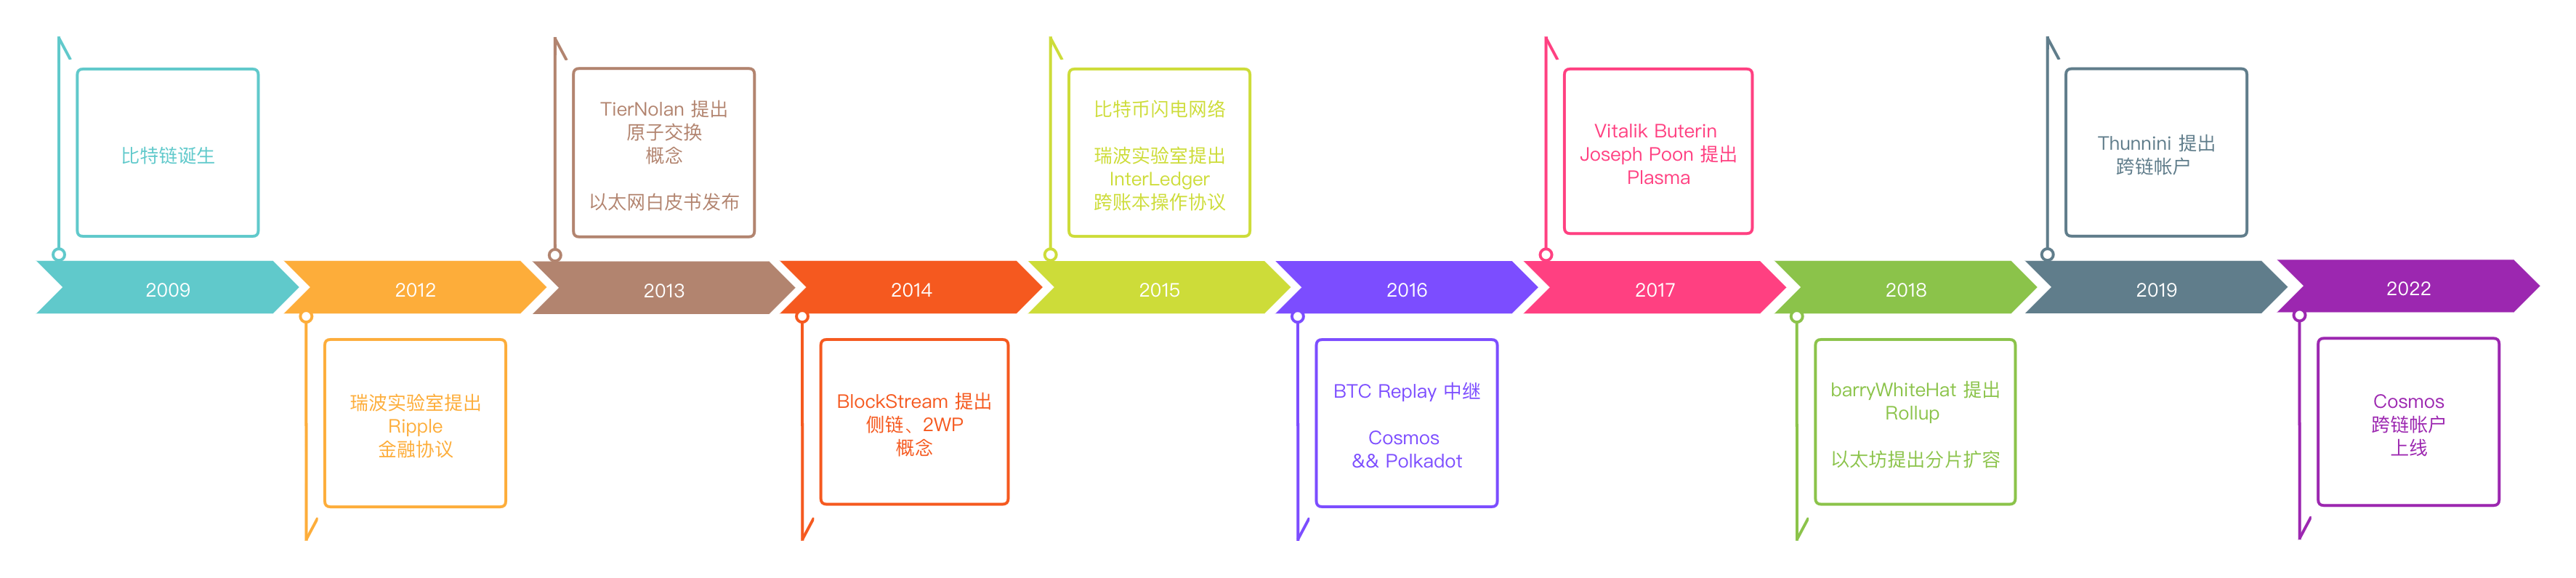 比特链诞生
TierNolan 提出
原子交换
概念
以太网白皮书发布
比特币闪电网络
瑞波实验室提出
InterLedger
跨账本操作协议
Vitalik Buterin
Joseph Poon 提出
Plasma
Thunnini 提出
跨链帐户
2009
2012
2013
2014
2015
2016
2017
2018
2019
2022
瑞波实验室提出
Ripple
金融协议
BlockStream 提出
侧链、2WP
概念
BTC Replay 中继
Cosmos
&& Polkadot
barryWhiteHat 提出
Rollup
以太坊提出分片扩容
Cosmos
跨链帐户
上线